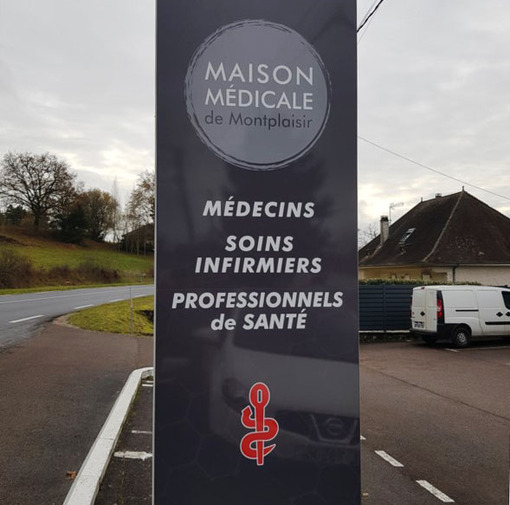 MAISON
MÉDICALE
de Montplaisir
MÉDECINS
SOINS
INFIRMIERS
PROFESSIONNELS
de SANTÉ